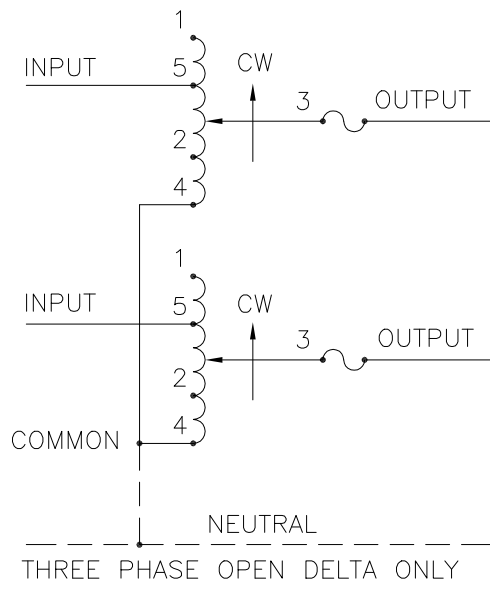 1
INPUT
5
CW
3
OUTPUT
2
4
1
INPUT
5
CW
3
OUTPUT
2
4
COMMON
NEUTRAL
THREE PHASE OPEN DELTA ONLY